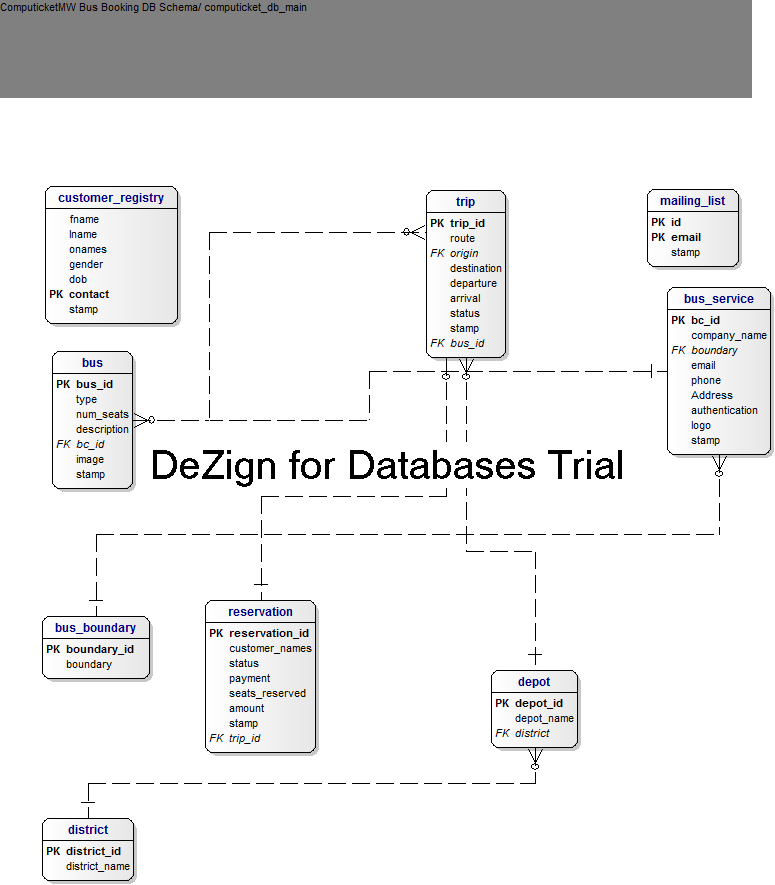 ComputicketMW Bus Booking DB Schema/ computicket_db_main
customer_registry
fname
lname
onames
gender
dob
PK contact
stamp
trip
PK trip_id
route
FK origin
destination
departure
arrival
status
stamp
FK bus_id
mailing_list
PK id
PK email
stamp
bus_service
PK bc_id
company_name
FK boundary
email
phone
Address
authentication
logo
stamp
bus
PK bus_id
type
num_seats
description
FK bc_id
image
stamp
DeZign for Databases Trial
bus_boundary
PK boundary_id
boundary
reservation
PK reservation_id
customer_names
status
payment
seats_reserved
amount
stamp
FK trip_id
depot
PK depot_id
depot_name
FK district
district
PK district_id
district_name